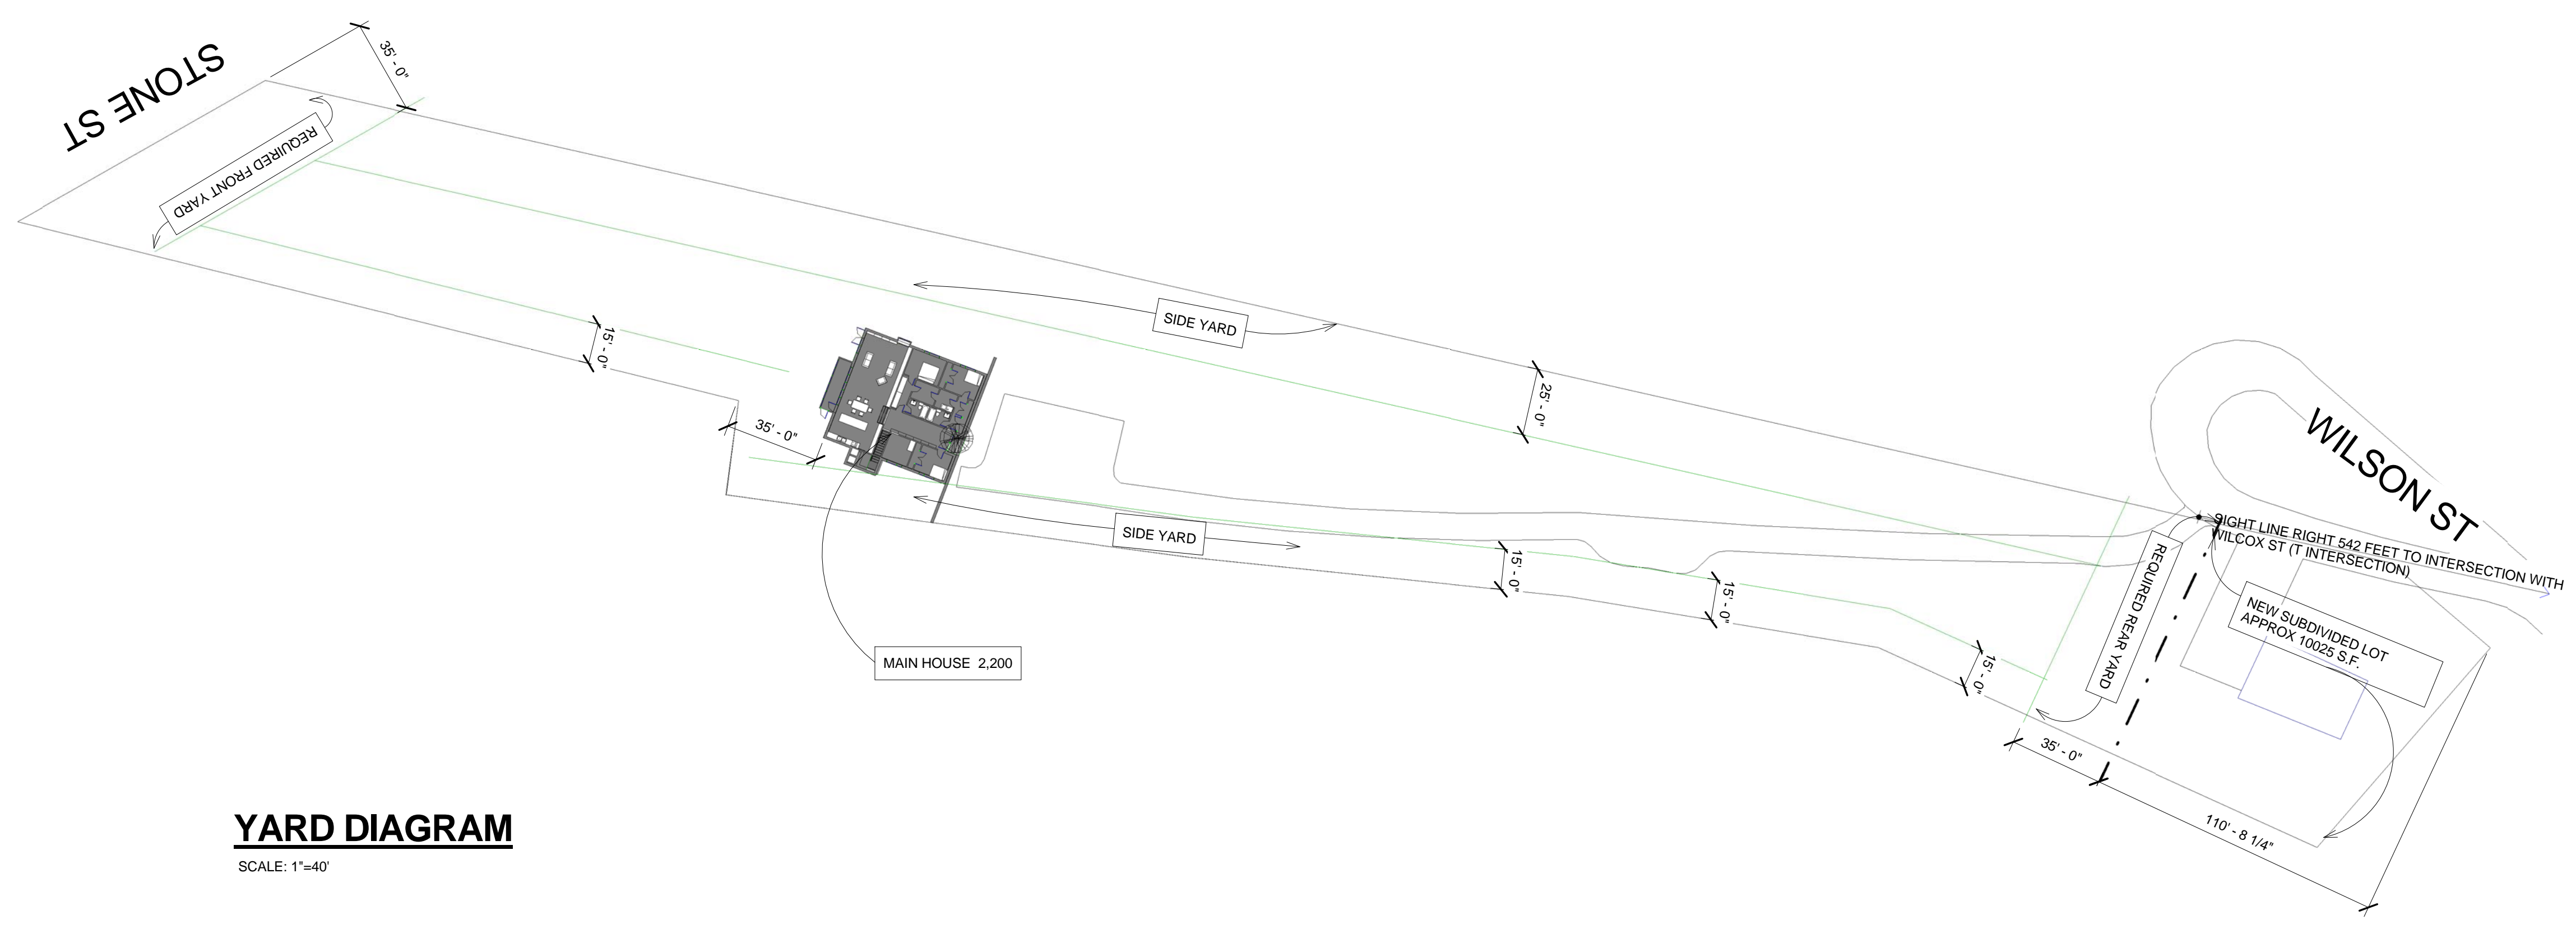 STONE ST
35' - 0"
REQUIRED FRONT YARD
15' - 0"
SIDE YARD
25' - 0"
35' - 0"
SIDE YARD
15' - 0"
15' - 0"
15' - 0"
MAIN HOUSE 2,200
WILSON ST
SIGHT LINE RIGHT 542 FEET TO INTERSECTION WITH
WILCOX ST (T INTERSECTION)
REQUIRED REAR YARD
NEW SUBDIVIDED LOT
APPROX 10025 S.F.
35' - 0"
110' - 8 1/4"
YARD DIAGRAM
SCALE: 1"=40'